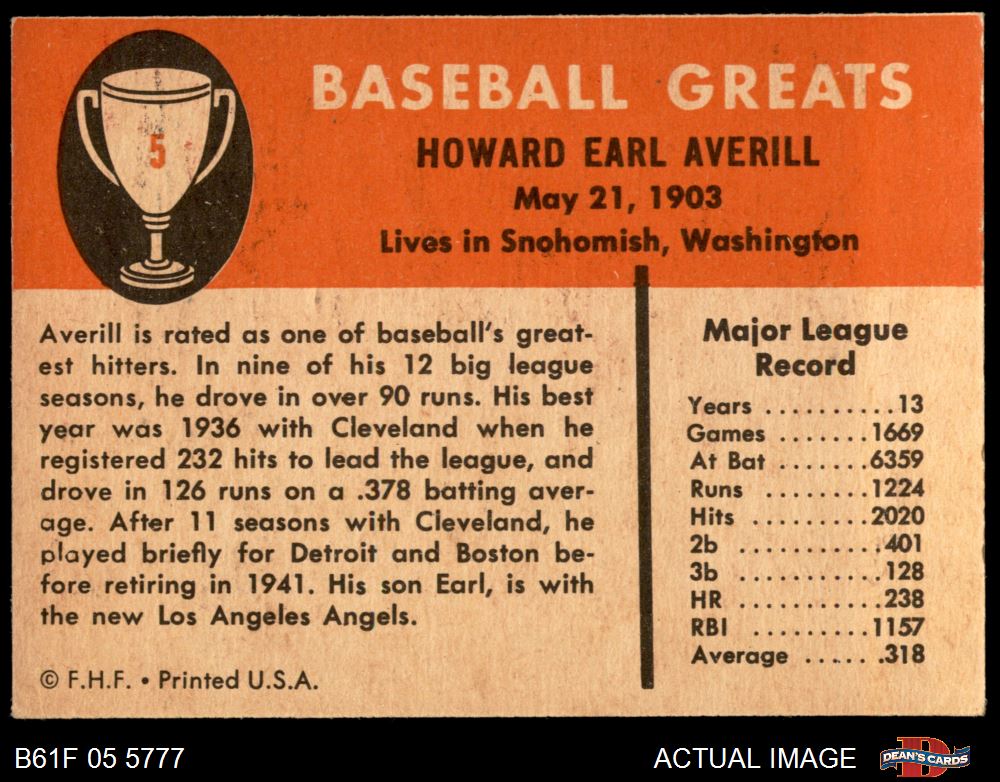 5
BASEBALL GREATS
HOWARD EARL AVERILL
May 21, 1903
Lives in Snohomish, Washington
Averill is rated as one of baseball's great-
est hitters. In nine of his 12 big league
seasons, he drove in over 90 runs. His best
year was 1936 with Cleveland when he
registered 232 hits to lead the league, and
drove in 126 runs on a .378 batting aver-
age. After 11 seasons with Cleveland, he
played briefly for Detroit and Boston be-
fore retiring in 1941. His son Earl, is with
the new Los Angeles Angels.
© F.H.F. • Printed U.S.A.
Major League
Record
Years ..........13
Games .......1669
At Bat .......6359
Runs ........1224
Hits .........2020
2b ..........401
3b ..........128
HR ..........238
RBI .........1157
Average ...... .318
B61F 05 5777
ACTUAL IMAGE
D
DEAN'S CARDS